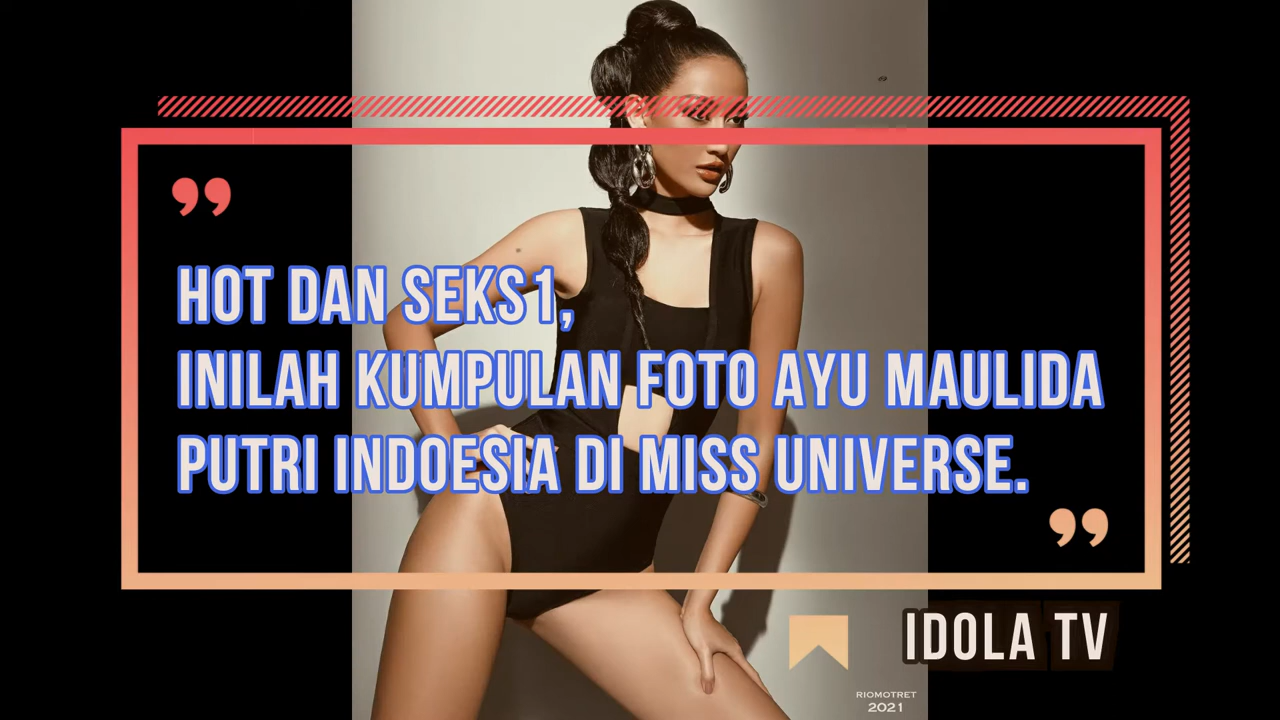 HOT DAN SEKS1,
INILAH KUMPULAN FOTO AYU MAULIDA
PUTRI INDOESIA DI MISS UNIVERSE.
IDOLA TV
RIOMOTRET
2021